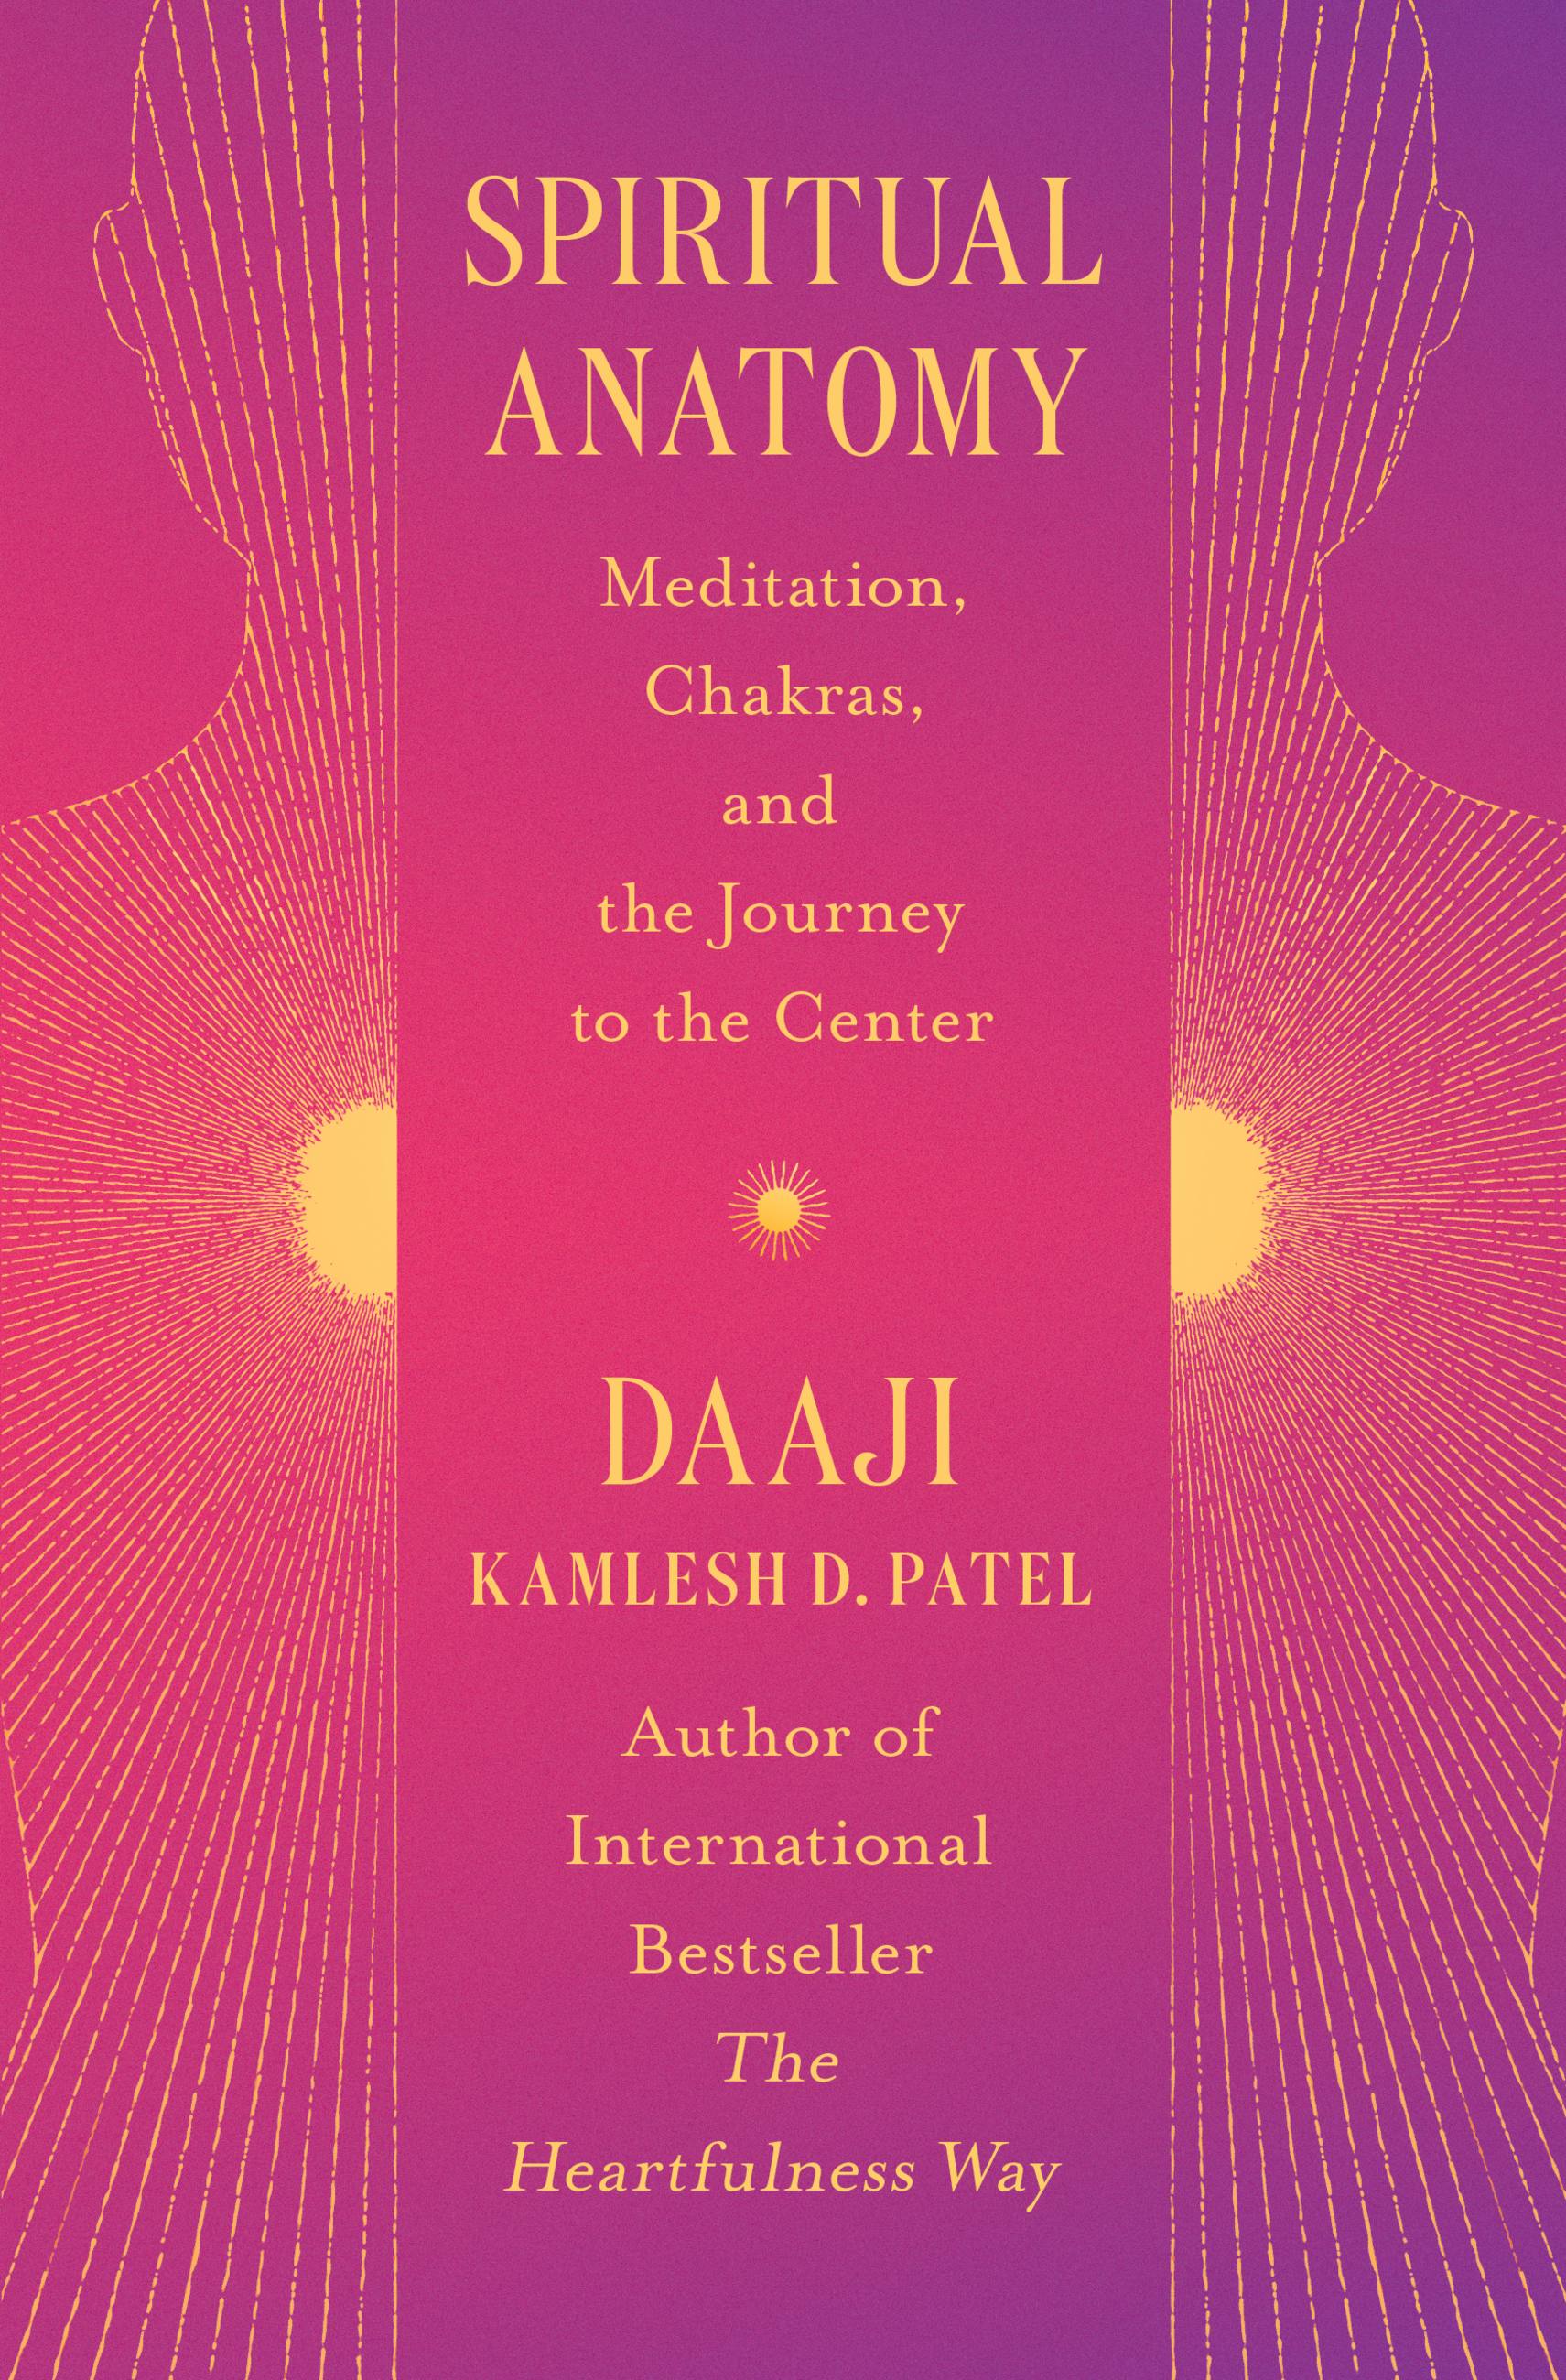 SPIRITUAL
ANATOMY
Meditation,
Chakras,
and
the Journey
to the Center
DAAJI
KAMLESH D. PATEL
Author of
International
Bestseller
The
Heartfulness Way